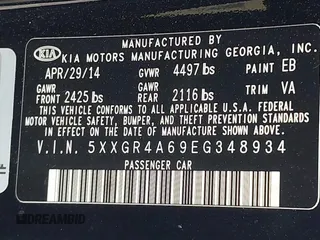 MANUFACTURED BY
KIA KIA MOTORS MANUFACTURING GEORGIA, INC.
APR/29/14 GVWR 4497 lbs PAINT EB
GAWR FRONT 2425 lbs GAWR REAR 2116 lbs TRIM VA
THIS VEHICLE CONFORMS TO ALL APPLICABLE U.S.A. FEDERAL
MOTOR VEHICLE SAFETY, BUMPER, AND THEFT PREVENTION
STANDARDS IN EFFECT ON THE DATE OF MANUFACTURE SHOWN ABOVE.
V.I.N. 5XXGR4A69EG348934
PASSENGER CAR
DREAMBID